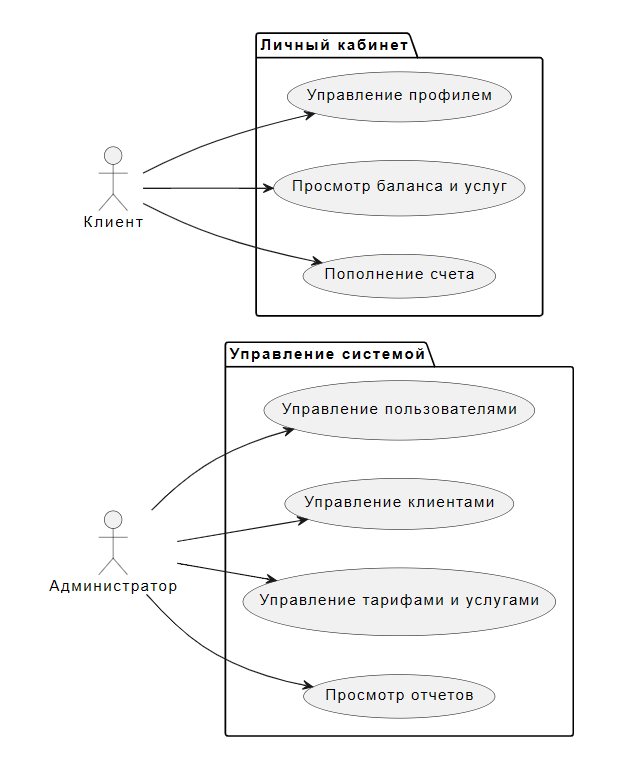 Личный кабинет
Управление профилем
Просмотр баланса и услуг
Клиент
Пополнение счета
Управление системой
Управление пользователями
Управление клиентами
Администратор
Управление тарифами и услугами
Просмотр отчетов